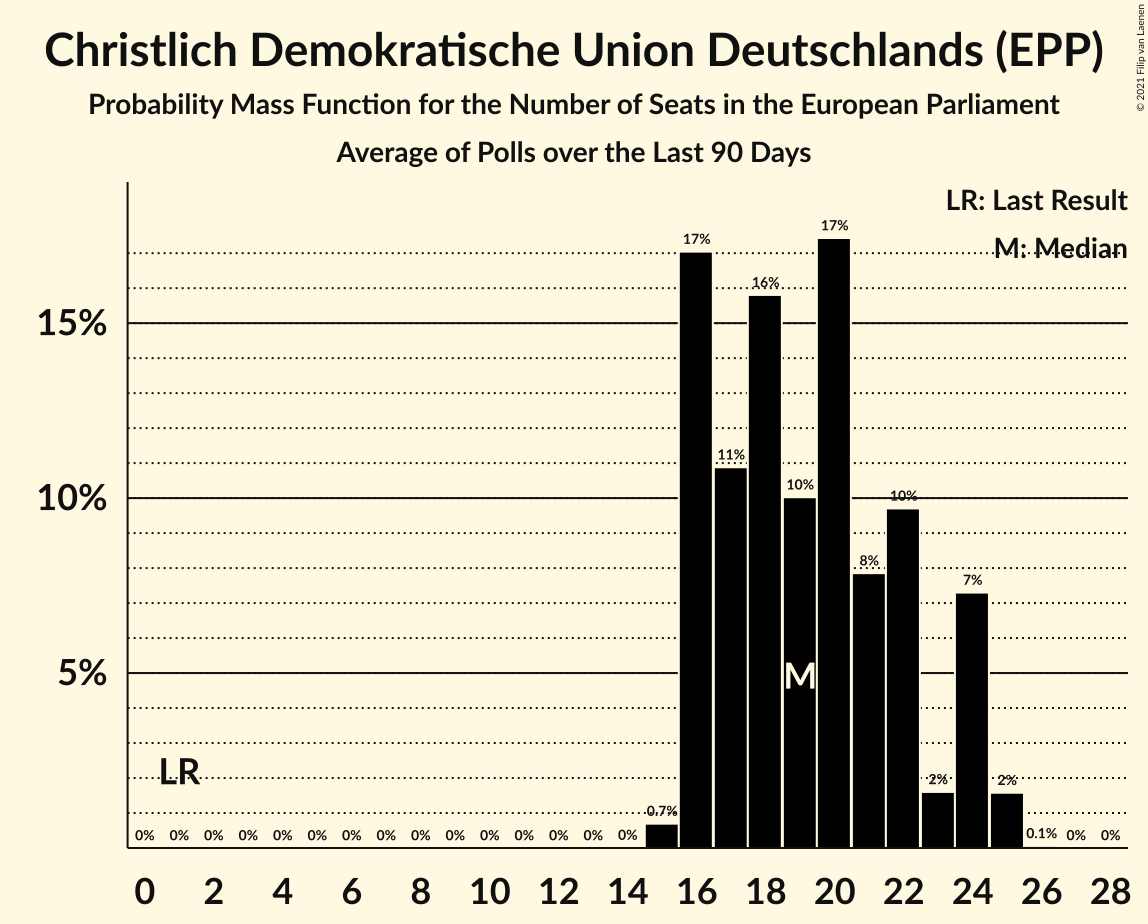 Christlich Demokratische Union Deutschlands (EPP)
Probability Mass Function for the Number of Seats in the European Parliament
Average of Polls over the Last 90 Days
© 2021 Filip van Laenen
LR: Last Result
M: Median
17%
17%
16%
15%
11%
10%
10%
10%
8%
7%
5%
M
LR
2%
2%
0.7%
0% 0% 0% 0% 0% 0% 0% 0% 0% 0% 0% 0% 0% 0% 0% 0.1% 0% 0%
0 2 4 6 8 10 12 14 16 18 20 22 24 26 28